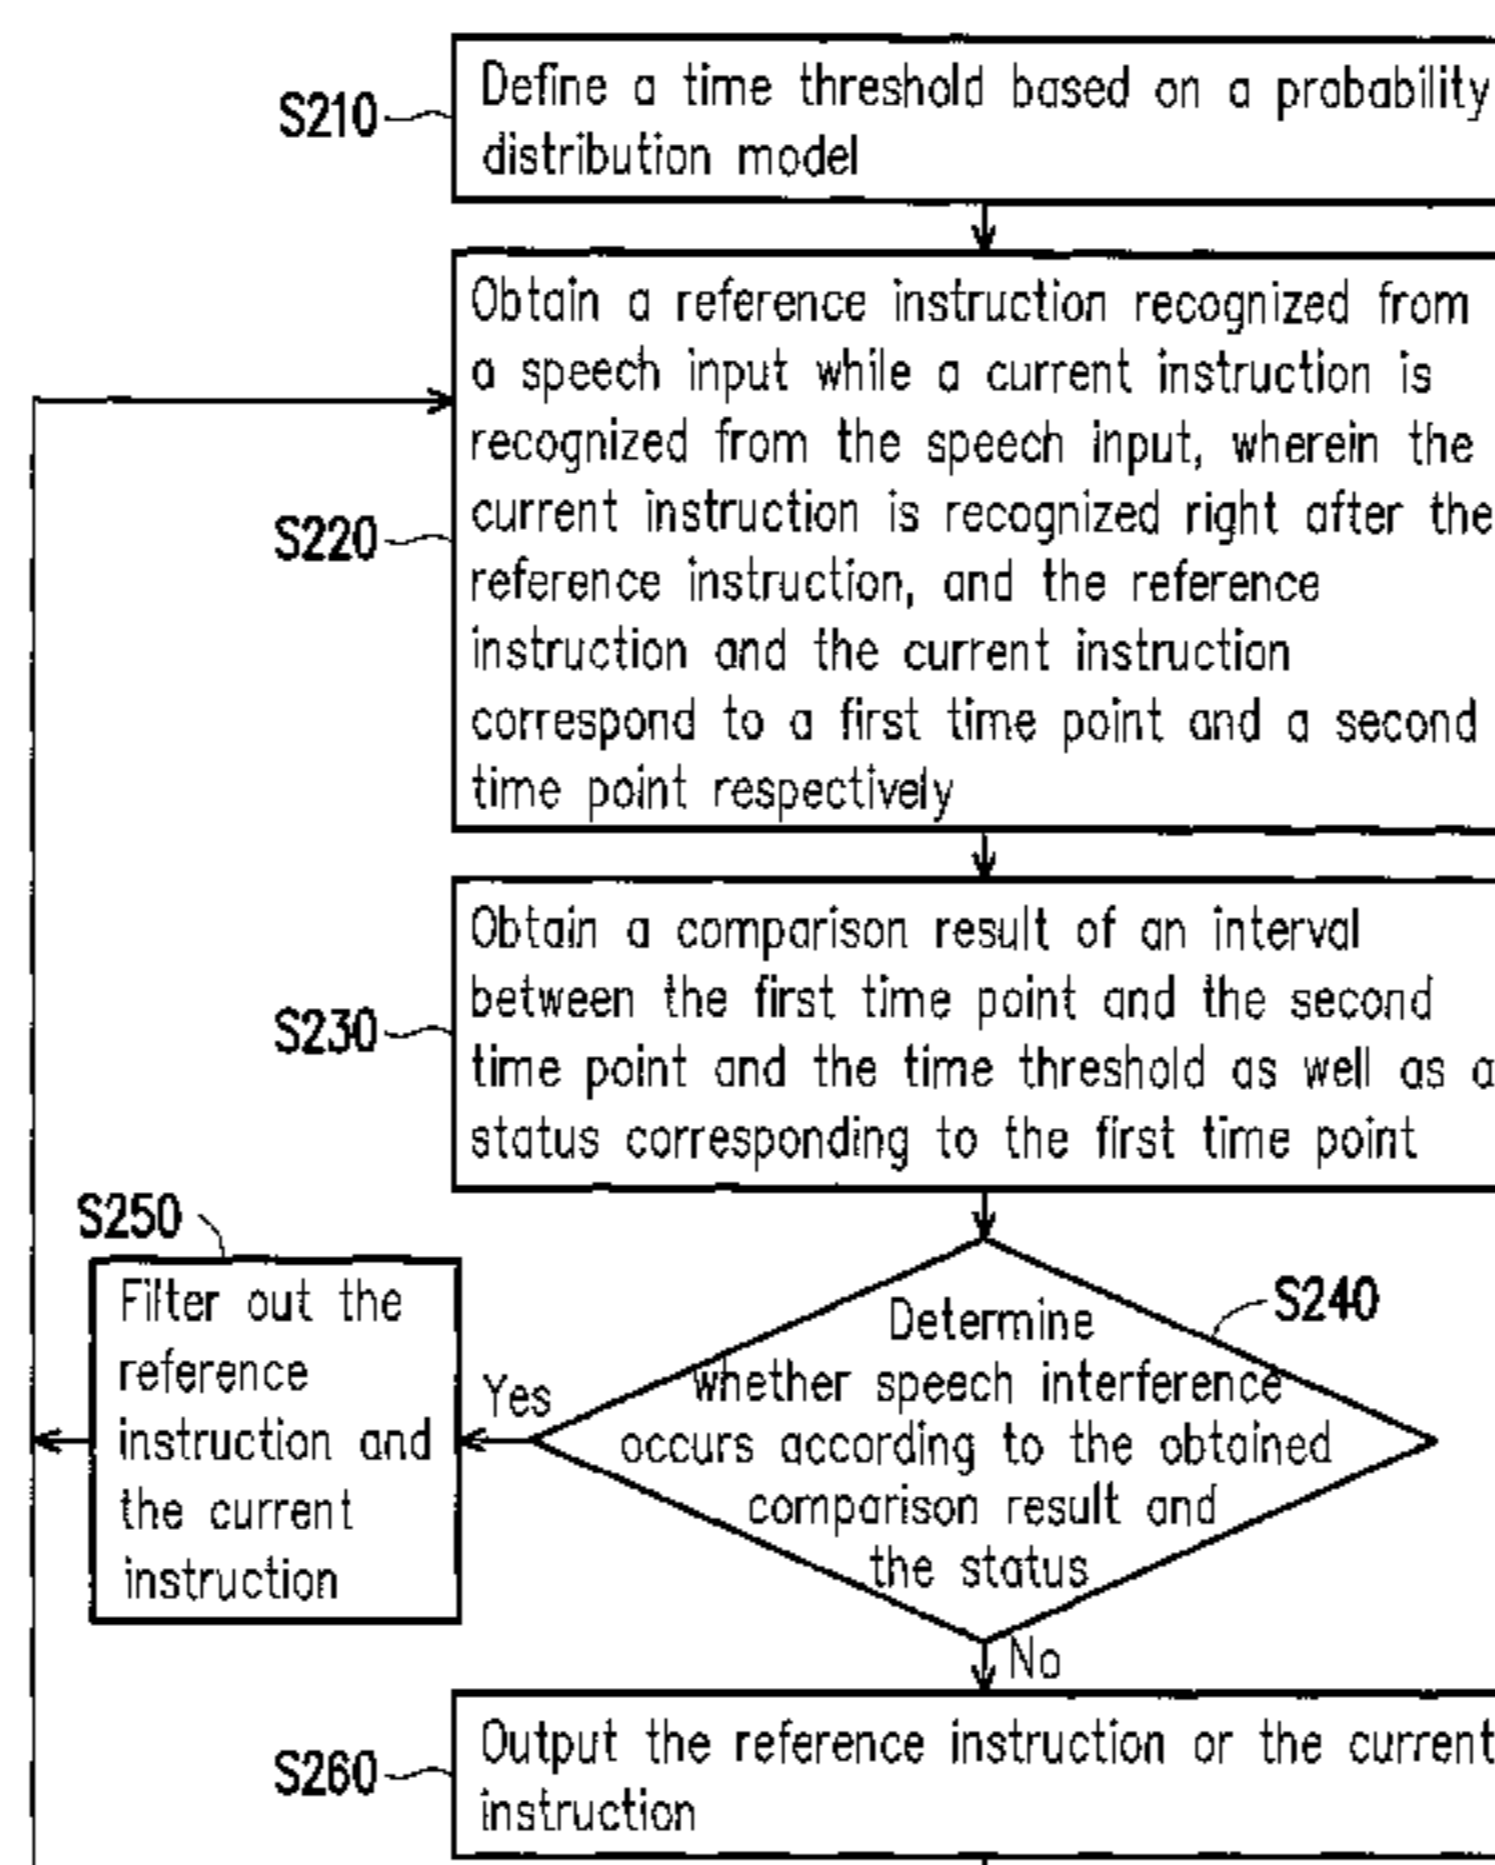 S210
Define a time threshold based on a probability
distribution model
S220
Obtain a reference instruction recognized from
a speech input while a current instruction is
recognized from the speech input, wherein the
current instruction is recognized right after the
reference instruction, and the reference
instruction and the current instruction
correspond to a first time point and a second
time point respectively
S230
Obtain a comparison result of an interval
between the first time point and the second
time point and the time threshold as well as a
status corresponding to the first time point
S240
Determine
whether speech interference
occurs according to the obtained
comparison result and
the status
Yes
S250
Filter out the
reference
instruction and
the current
instruction
No
S260
Output the reference instruction or the current
instruction